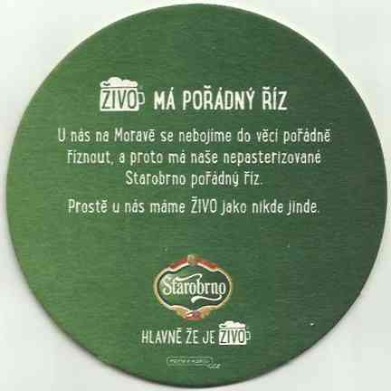 ŽIVO MÁ POŘÁDNÝ ŘÍZ
U nás na Moravě se nebojíme do věcí pořádně
říznout, a proto má naše nepasterizované
Starobrno pořádný říz.
Prostě u nás máme ŽIVO jako nikde jinde.
Starobrno
HLAVNĚ ŽE JE ŽIVO